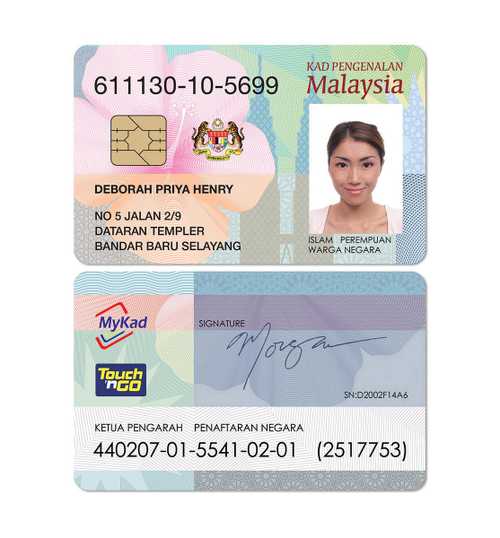 611130-10-5699
KAD PENGENALAN
Malaysia
DEBORAH PRIYA HENRY
NO 5 JALAN 2/9
DATARAN TEMPLER
BANDAR BARU SELAYANG
ISLAM PEREMPUAN
WARGA NEGARA
MyKad
Touch
'nGO
SIGNATURE
Morgan
SN:D2002F14A6
KETUA PENGARAH PENAFTARAN NEGARA
440207-01-5541-02-01 (2517753)